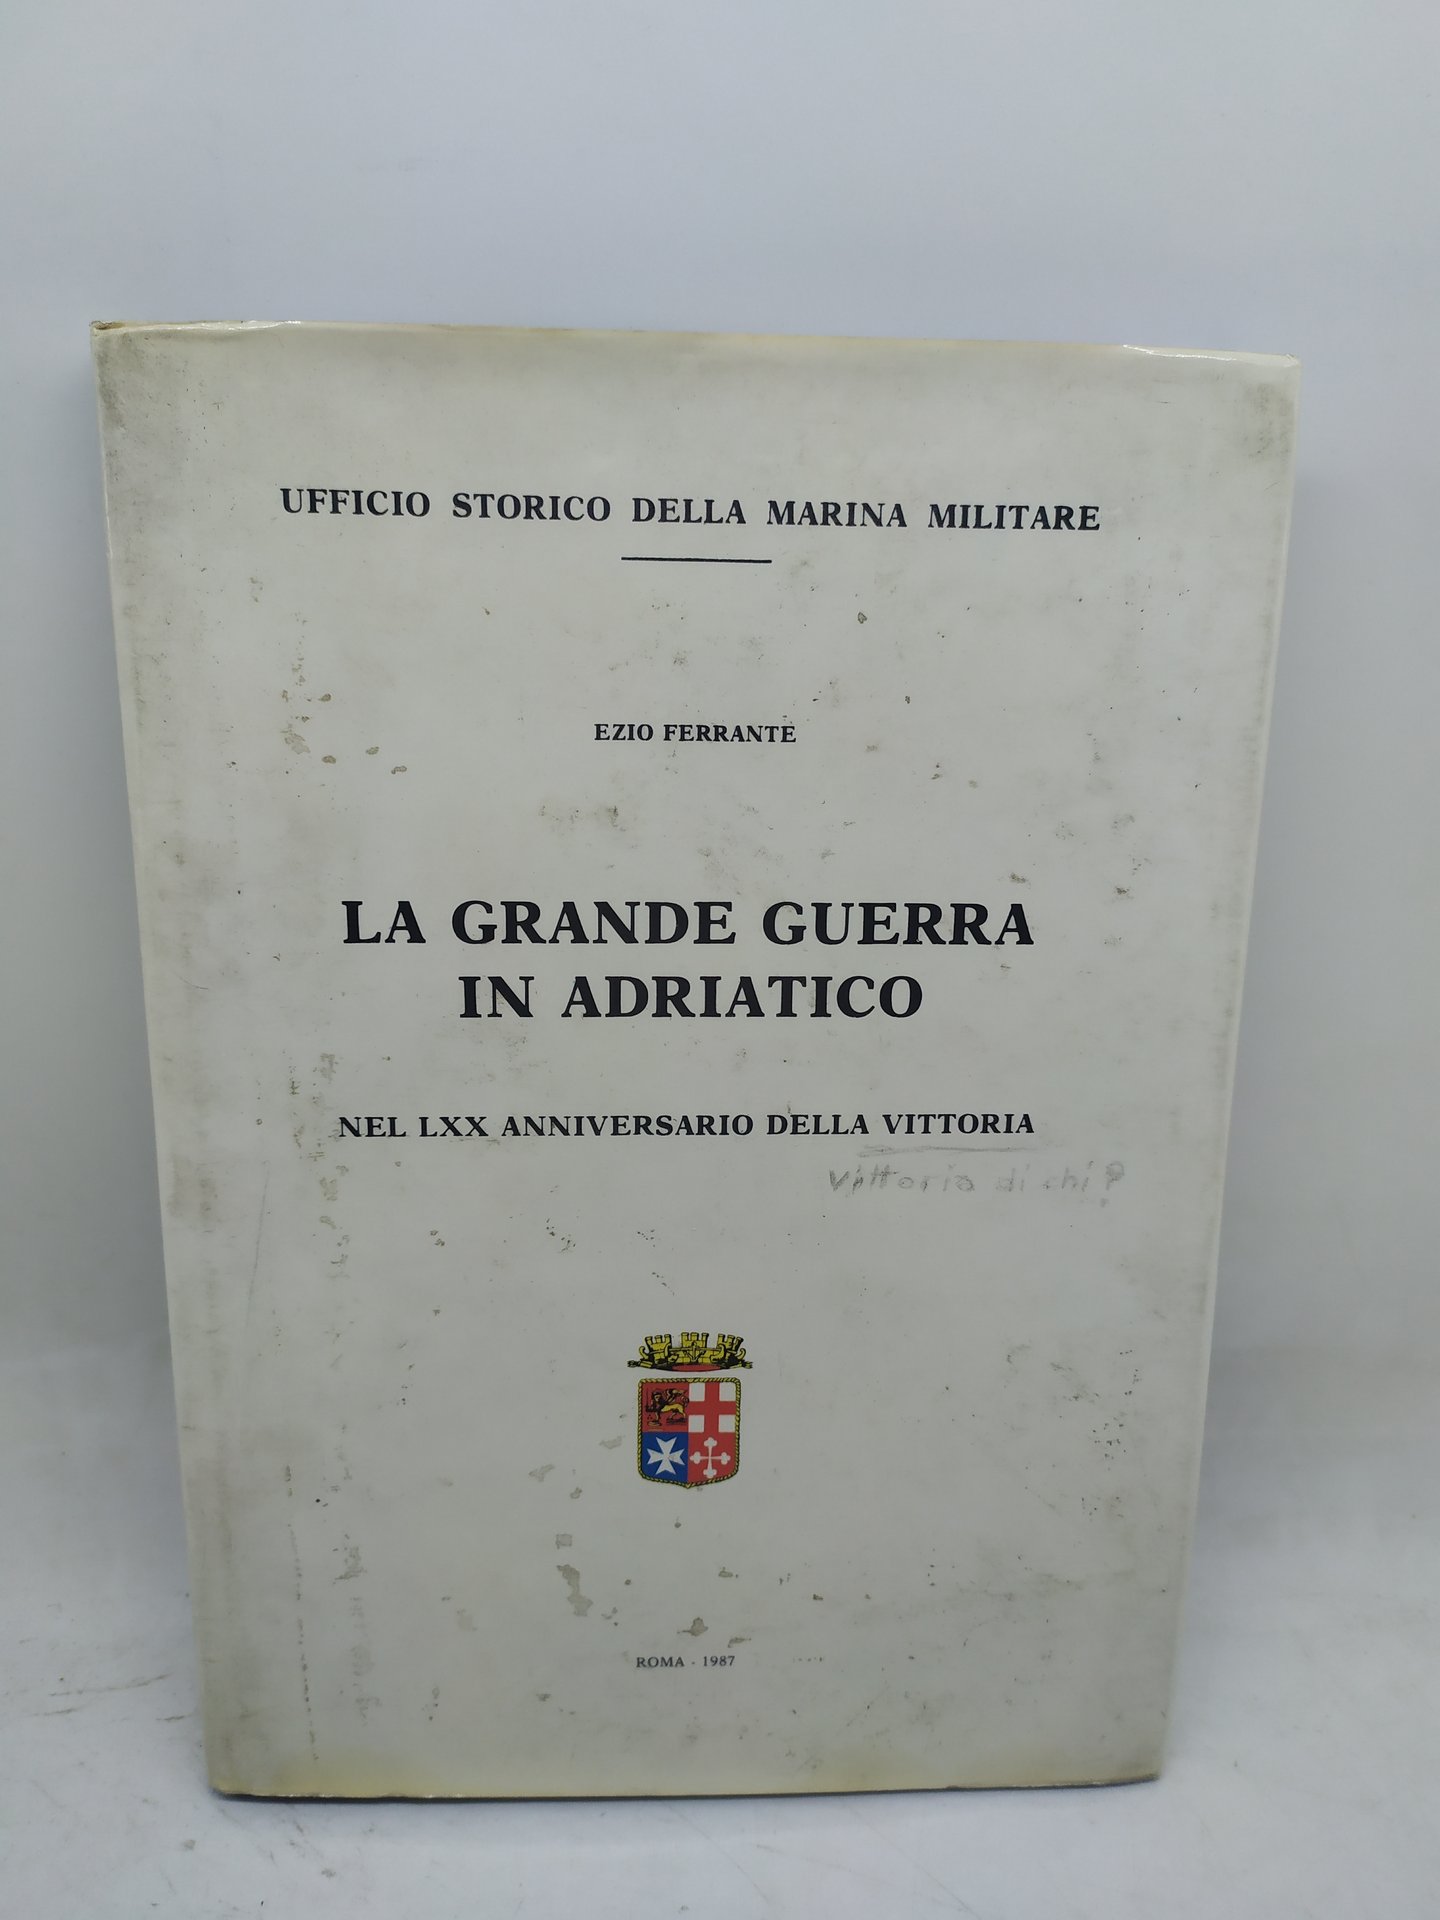 UFFICIO STORICO DELLA MARINA MILITARE
EZIO FERRANTE
LA GRANDE GUERRA
IN ADRIATICO
NEL LXX ANNIVERSARIO DELLA VITTORIA
Vittoria di chi?
ROMA - 1987